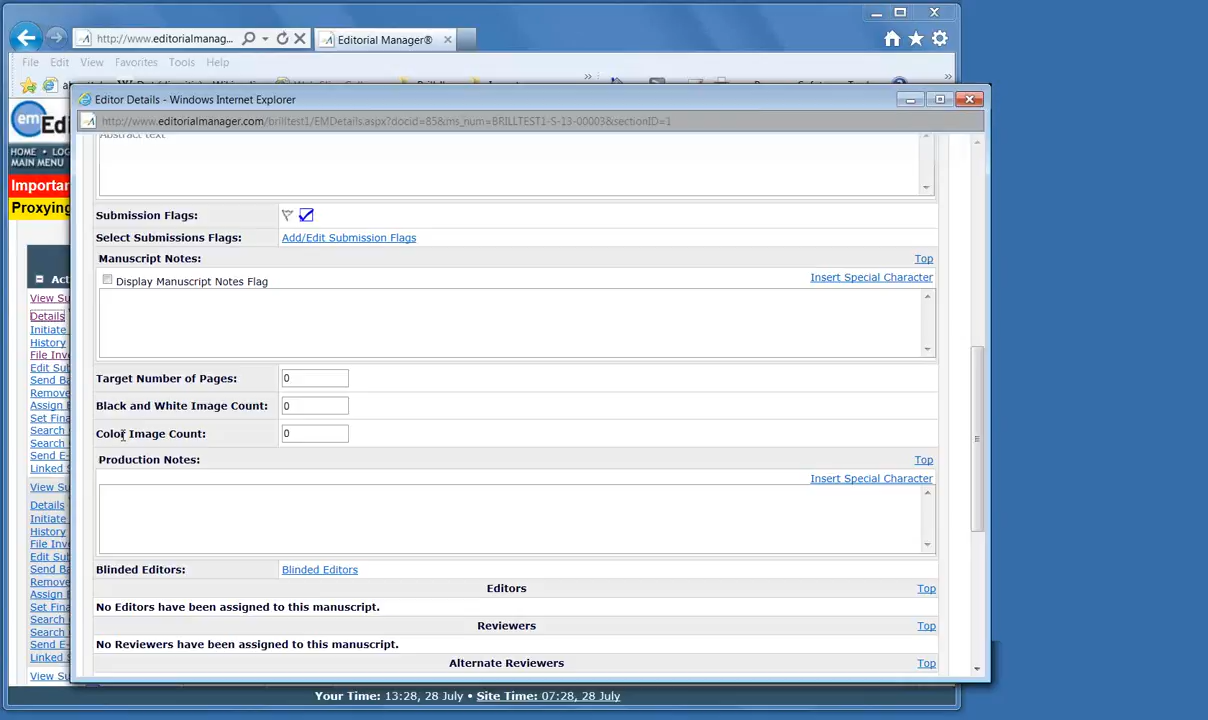 http://www.editorialmanag...
Editorial Manager®
File Edit View Favorites Tools Help
Editor Details - Windows Internet Explorer
http://www.editorialmanager.com/brilltest1/EMDetails.aspx?docid=85&ms_num=BRILLTEST1-S-13-00003&sectionID=1
em Edi
HOME • LOG
MAIN MENU
Importan
Proxying
Abstract text
Submission Flags:
Select Submissions Flags: Add/Edit Submission Flags
Manuscript Notes: Top
Display Manuscript Notes Flag Insert Special Character
Target Number of Pages: 0
Black and White Image Count: 0
Color Image Count: 0
Production Notes: Top
Insert Special Character
Blinded Editors: Blinded Editors
Editors Top
No Editors have been assigned to this manuscript.
Reviewers Top
No Reviewers have been assigned to this manuscript.
Alternate Reviewers Top
Act
View Su
Details
Initiate
History
File Inve
Edit Sub
Send Ba
Remove
Assign E
Set Fina
Search
Search
Send E-
Linked S
View Su
Details
Initiate
History
File Inve
Edit Sub
Send Ba
Remove
Assign E
Set Fina
Search
Search
Send E-
Linked S
View Su
Your Time: 13:28, 28 July • Site Time: 07:28, 28 July